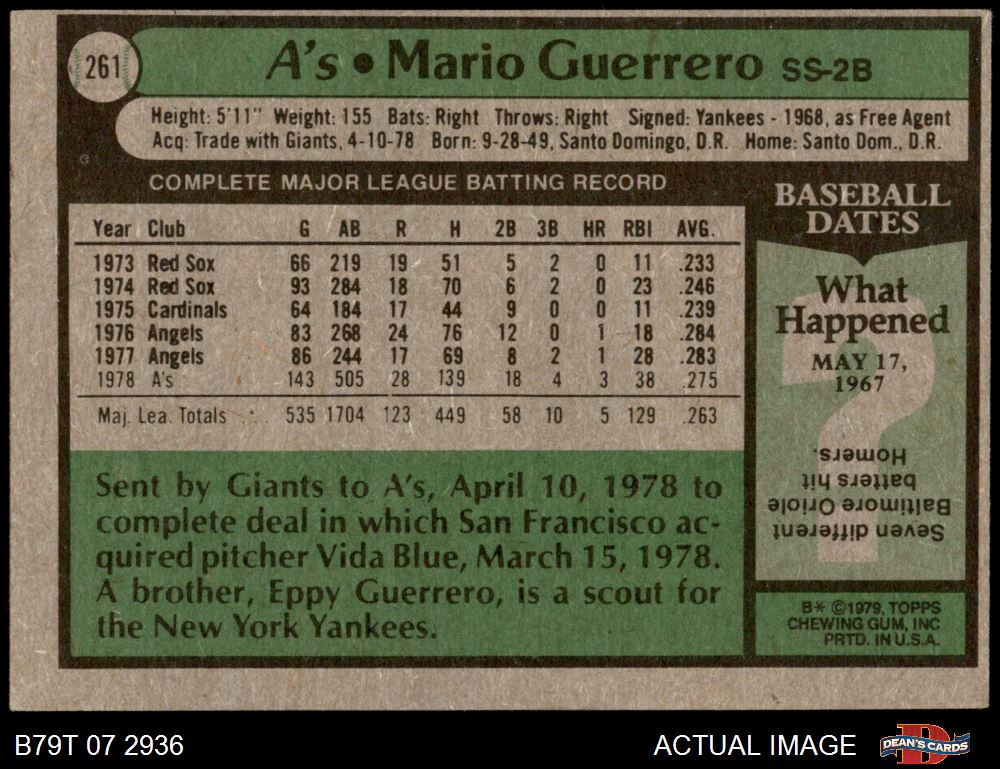 261
A's • Mario Guerrero SS-2B
Height: 5'11" Weight: 155 Bats: Right Throws: Right Signed: Yankees - 1968, as Free Agent
Acq: Trade with Giants, 4-10-78 Born: 9-28-49, Santo Domingo, D.R. Home: Santo Dom., D.R.
COMPLETE MAJOR LEAGUE BATTING RECORD
Year Club G AB R H 2B 3B HR RBI AVG.
1973 Red Sox 66 219 19 51 5 2 0 11 .233
1974 Red Sox 93 284 18 70 6 2 0 23 .246
1975 Cardinals 64 184 17 44 9 0 0 11 .239
1976 Angels 83 268 24 76 12 0 1 18 .284
1977 Angels 86 244 17 69 8 2 1 28 .283
1978 A's 143 505 28 139 18 4 3 38 .275
Maj. Lea. Totals 535 1704 123 449 58 10 5 129 .263
Sent by Giants to A's, April 10, 1978 to
complete deal in which San Francisco ac-
quired pitcher Vida Blue, March 15, 1978.
A brother, Eppy Guerrero, is a scout for
the New York Yankees.
BASEBALL
DATES
What
Happened
MAY 17,
1967
?
Seven different
Baltimore Oriole
batters hit
Homers.
B* ©1979, TOPPS
CHEWING GUM, INC
PRTD. IN U.S.A.
B79T 07 2936
ACTUAL IMAGE
DEAN'S CARDS